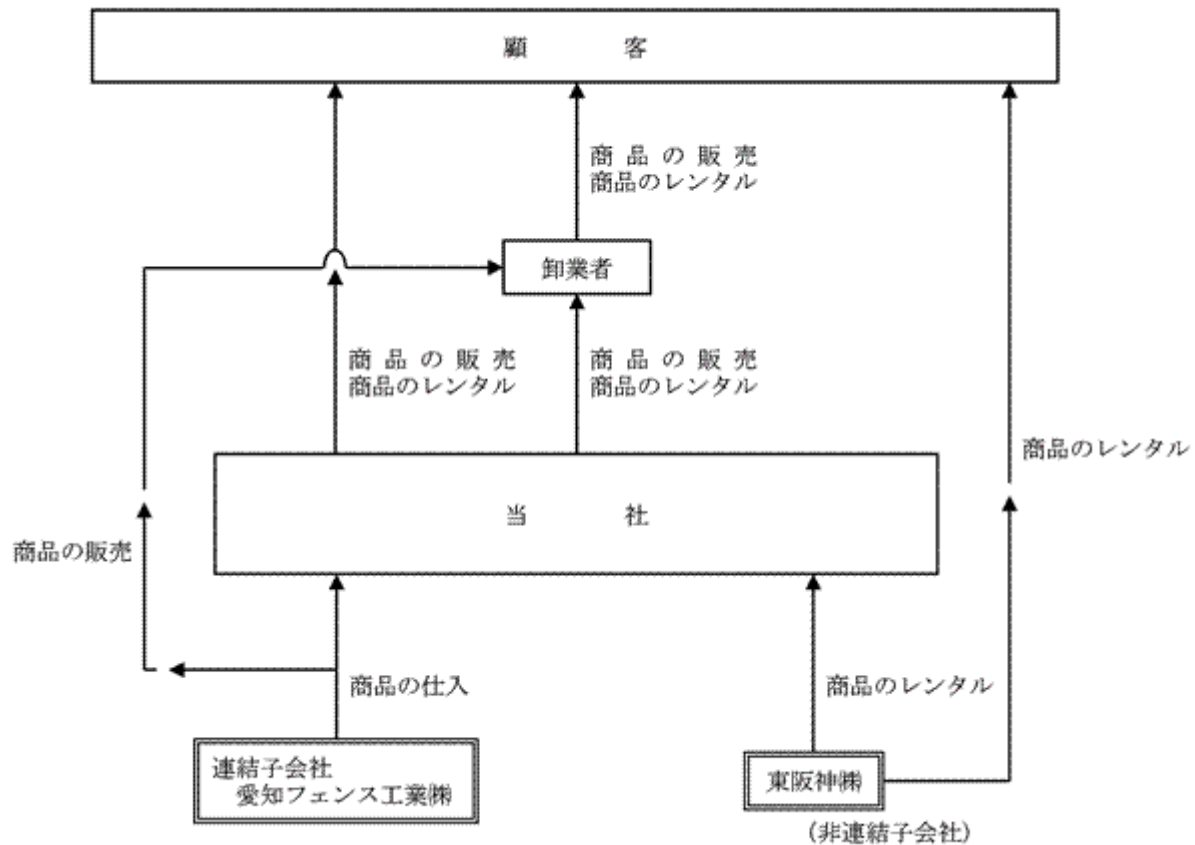 顧客
商品の販売
商品のレンタル
卸業者
商品の販売
商品のレンタル
商品の販売
商品のレンタル
商品のレンタル
当社
商品の販売
商品の仕入
商品のレンタル
連結子会社
愛知フェンス工業㈱
東阪神㈱
(非連結子会社)